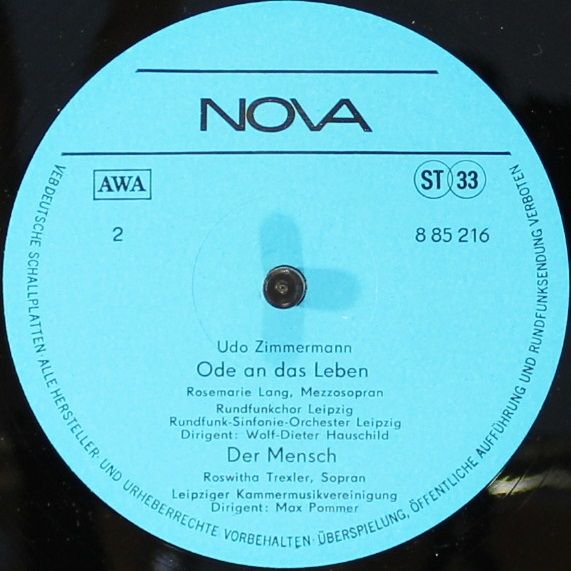 NOVA
AWA
ST 33
2
8 85 216
Udo Zimmermann
Ode an das Leben
Rosemarie Lang, Mezzosopran
Rundfunkchor Leipzig
Rundfunk-Sinfonie-Orchester Leipzig
Dirigent: Wolf-Dieter Hauschild
Der Mensch
Roswitha Trexler, Sopran
Leipziger Kammermusikvereinigung
Dirigent: Max Pommer
VEB DEUTSCHE SCHALLPLATTEN · ALLE HERSTELLER- UND URHEBERRECHTE VORBEHALTEN · ÜBERSPIELUNG, ÖFFENTLICHE AUFFÜHRUNG UND RUNDFUNKSENDUNG VERBOTEN